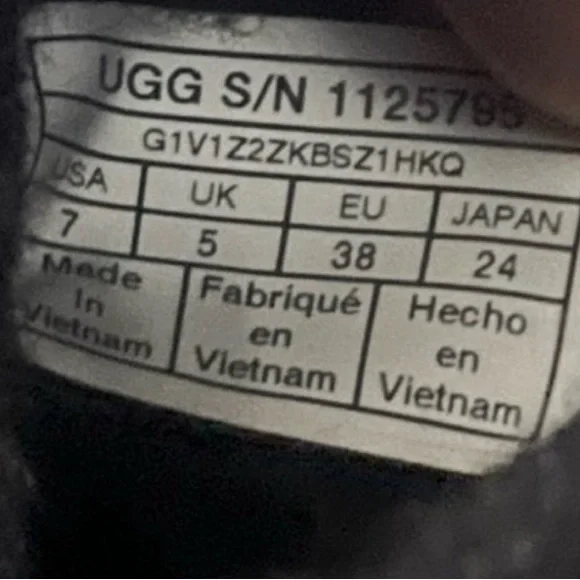 UGG S/N 1125795
G1V1Z2ZKBSZ1HKQ
USA UK EU JAPAN
7 5 38 24
Made in Vietnam
Fabriqué en Vietnam
Hecho en Vietnam